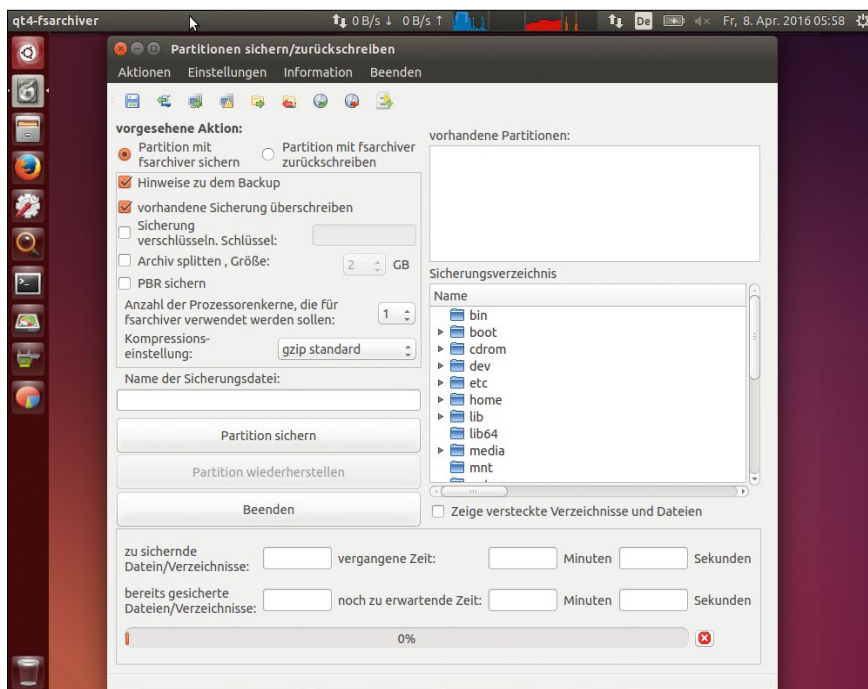 qt4-fsarchiver
0 B/s ↓ 0 B/s ↑
De
Fr, 8. Apr. 2016 05:58
Partitionen sichern/zurückschreiben
Aktionen Einstellungen Information Beenden
vorgesehene Aktion:
Partition mit
fsarchiver sichern
Partition mit fsarchiver
zurückschreiben
Hinweise zu dem Backup
vorhandene Sicherung überschreiben
Sicherung
verschlüsseln. Schlüssel:
Archiv splitten , Größe:
2 GB
PBR sichern
Anzahl der Prozessorenkerne, die für
fsarchiver verwendet werden sollen:
1
Kompressions-
einstellung:
gzip standard
Name der Sicherungsdatei:
Partition sichern
Partition wiederherstellen
Beenden
vorhandene Partitionen:
Sicherungsverzeichnis
Name
bin
boot
cdrom
dev
etc
home
lib
lib64
media
mnt
Zeige versteckte Verzeichnisse und Dateien
zu sichernde
Datein/Verzeichnisse:
vergangene Zeit:
Minuten
Sekunden
bereits gesicherte
Dateien/Verzeichnisse:
noch zu erwartende Zeit:
Minuten
Sekunden
0%